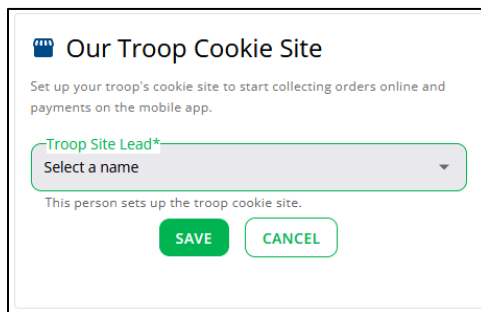 Our Troop Cookie Site
Set up your troop's cookie site to start collecting orders online and
payments on the mobile app.
Troop Site Lead*
Select a name
This person sets up the troop cookie site.
SAVE CANCEL